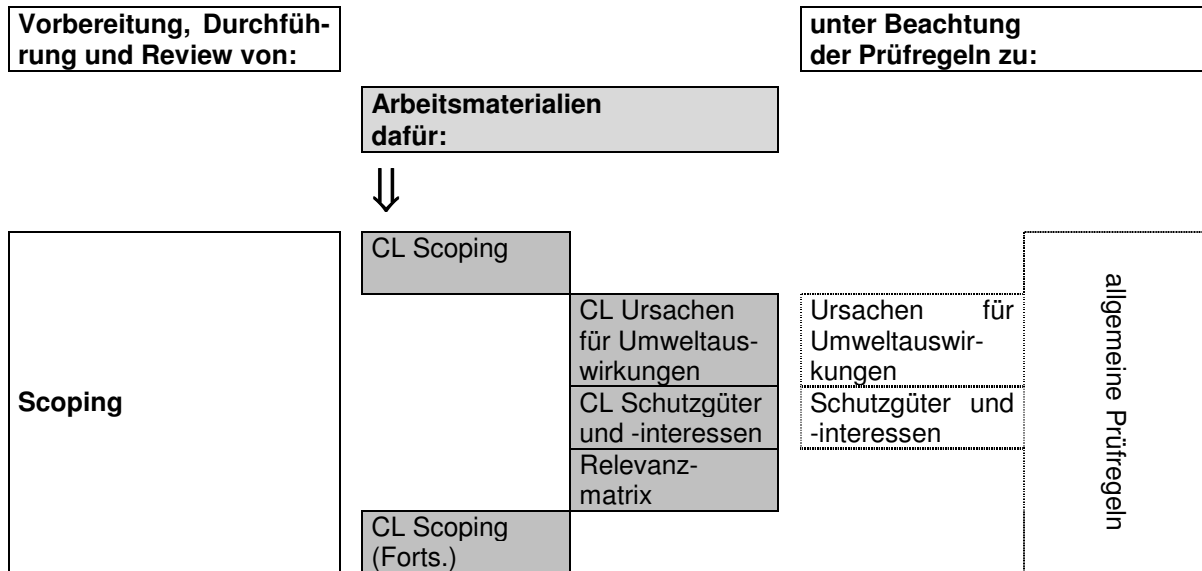 Vorbereitung, Durchfüh-
rung und Review von:
unter Beachtung
der Prüfregeln zu:
Arbeitsmaterialien
dafür:
⇓
CL Scoping
CL Ursachen
für Umweltaus-
wirkungen
Ursachen für
Umweltauswir-
kungen
Scoping
CL Schutzgüter
und -interessen
Schutzgüter und
-interessen
Relevanz-
matrix
CL Scoping
(Forts.)
allgemeine Prüfregeln